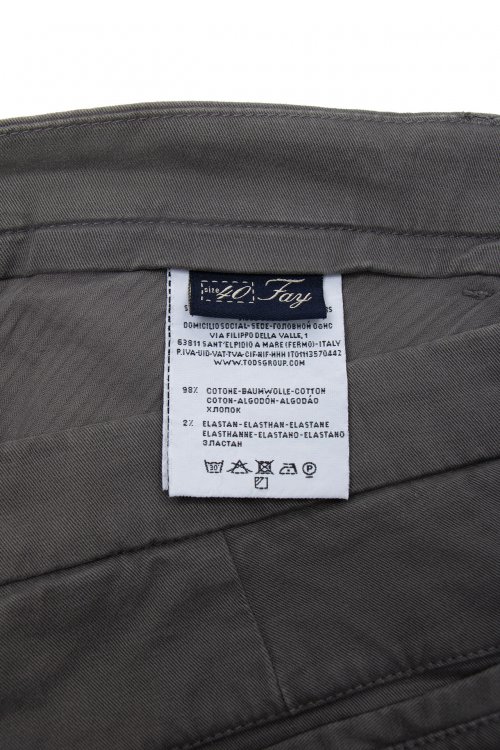 size 40 Fay
DOMICILIO SOCIAL-SEDE-ГОЛОВНОЙ ОФИС
VIA FILIPPO DELLA VALLE, 1
63811 SANT'ELPIDIO A MARE (FERMO)-ITALY
P.IVA-UID-VAT-TVA-CIF-NIF-ИНН IT01113570442
WWW.TODSGROUP.COM
98% COTONE-BAUMWOLLE-COTTON
COTON-ALGODÓN-ALGODÃO
ХЛОПОК
2% ELASTAN-ELASTHAN-ELASTANE
ELASTHANNE-ELASTANO-ELASTANO
ЭЛАСТАН
30
P